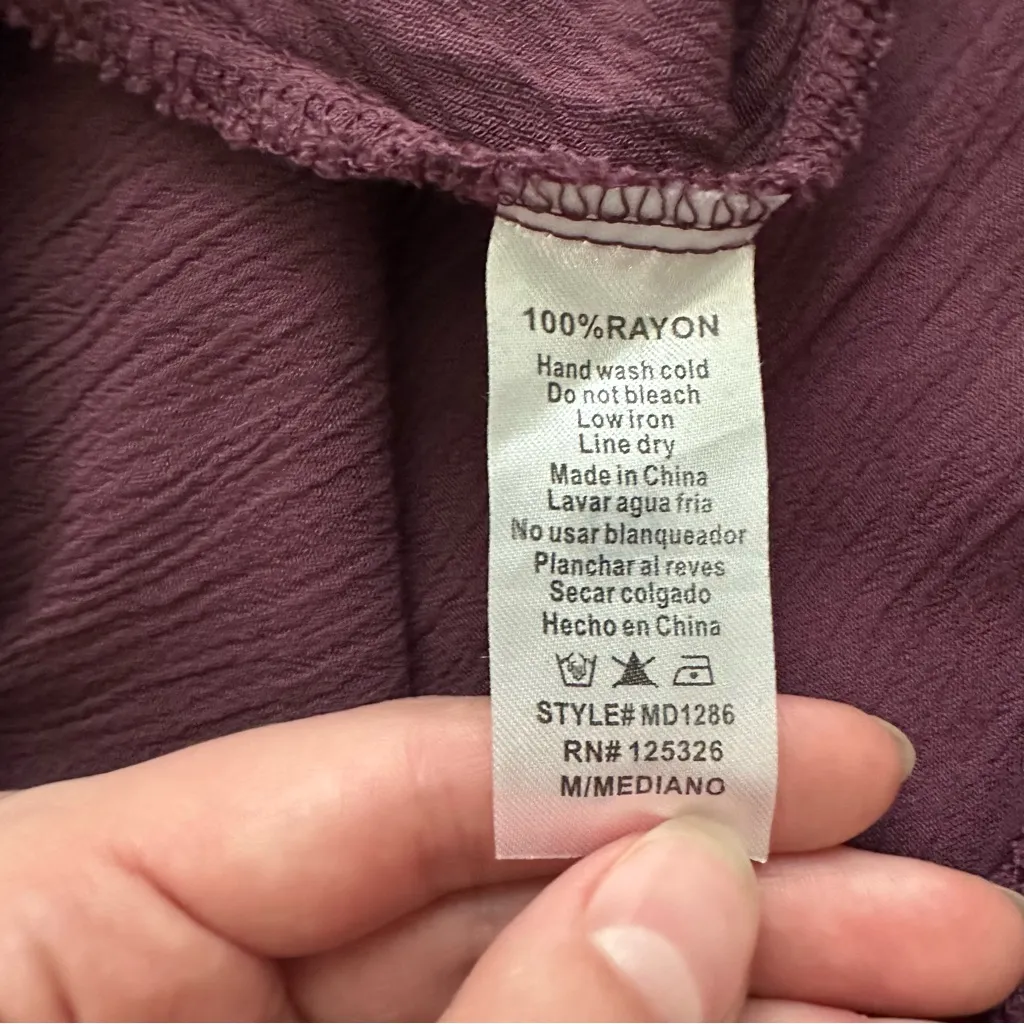 100%RAYON
Hand wash cold
Do not bleach
Low iron
Line dry
Made in China
Lavar agua fria
No usar blanqueador
Planchar al reves
Secar colgado
Hecho en China
STYLE# MD1286
RN# 125326
M/MEDIANO